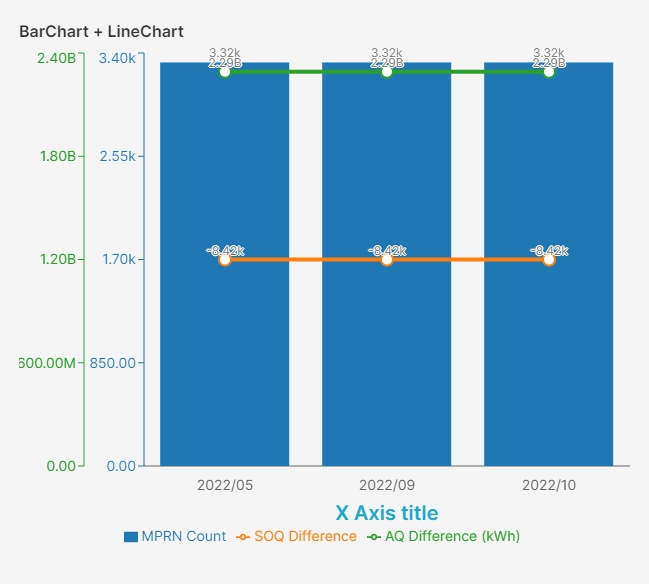 BarChart + LineChart
2.40B 3.40k 3.32k 3.32k 3.32k
2.29B 2.29B 2.29B
1.80B 2.55k
-8.42k -8.42k -8.42k
1.20B 1.70k
600.00M 850.00
0.00 0.00
2022/05 2022/09 2022/10
X Axis title
MPRN Count SOQ Difference AQ Difference (kWh)